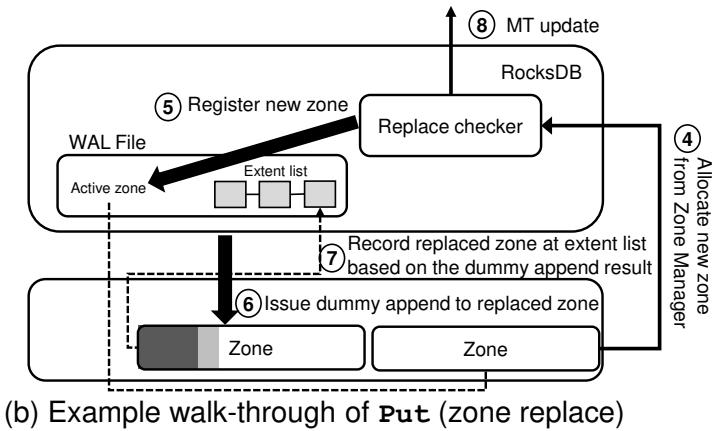 ⑧ MT update
RocksDB
⑤ Register new zone
Replace checker
WAL File
Active zone
Extent list
④ Allocate new zone
from Zone Manager
⑦ Record replaced zone at extent list
based on the dummy append result
⑥ Issue dummy append to replaced zone
Zone
Zone
(b) Example walk-through of Put (zone replace)